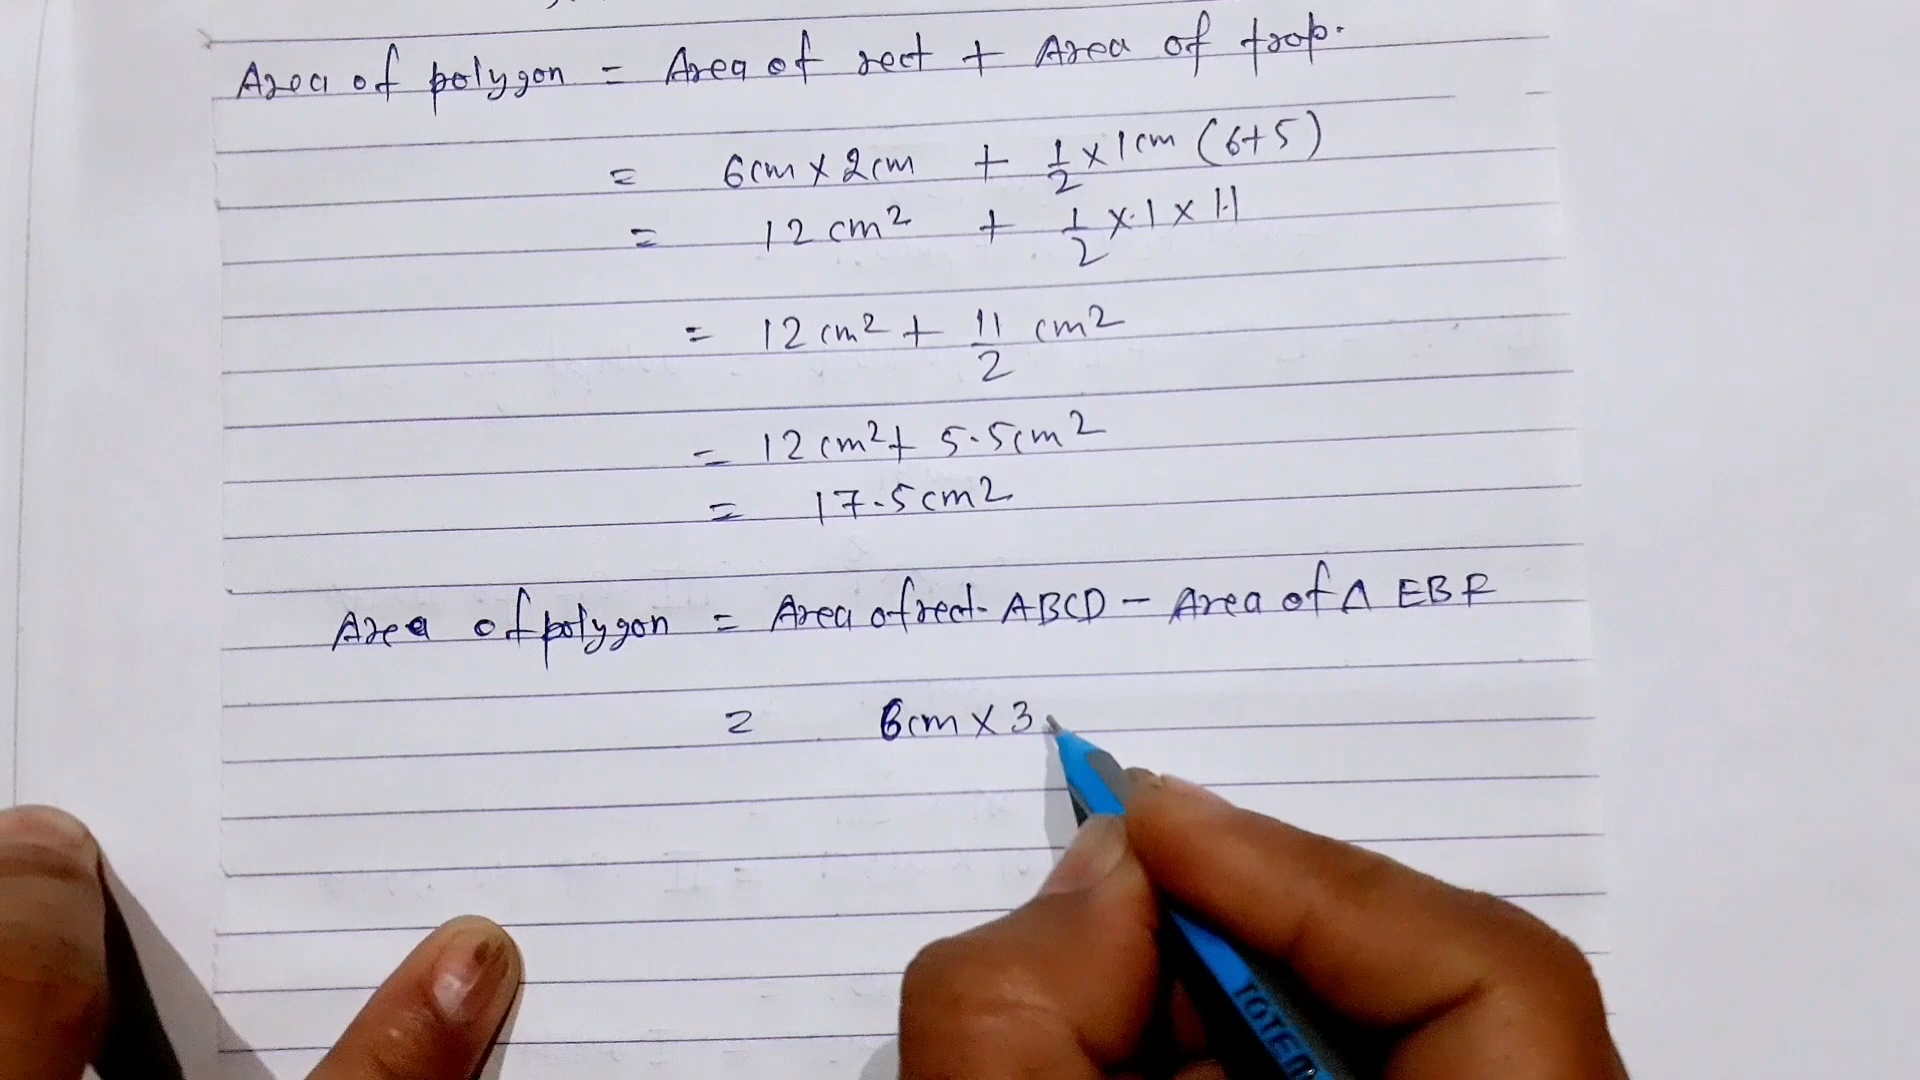 Area of polygon = Area of rect + Area of trap.
= 6cm x 2cm + 1/2 x 1cm (6+5)
= 12 cm² + 1/2 x 1 x 11
= 12 cm² + 11/2 cm²
= 12 cm² + 5.5cm²
= 17.5cm²
Area of polygon = Area of rect. ABCD - Area of Δ EBF
= 6cm x 3
TOTEM